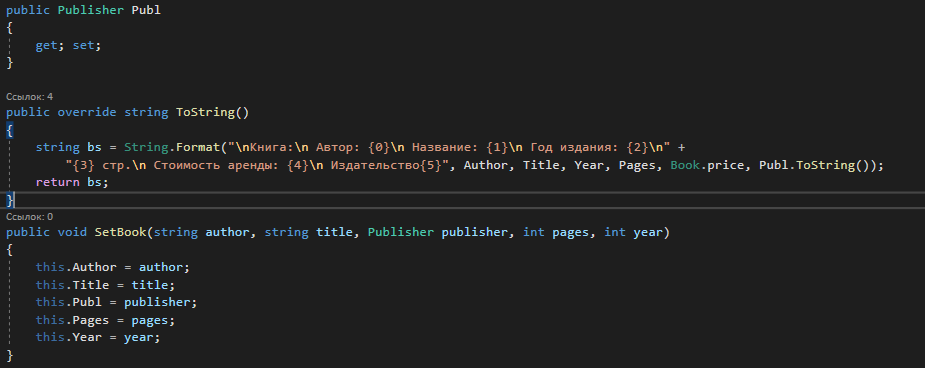 public Publisher Publ
{
get; set;
}
Ссылок: 4
public override string ToString()
{
string bs = String.Format("\nКнига:\n Автор: {0}\n Название: {1}\n Год издания: {2}\n" +
"{3} стр.\n Стоимость аренды: {4}\n Издательство{5}", Author, Title, Year, Pages, Book.price, Publ.ToString());
return bs;
}
Ссылок: 0
public void SetBook(string author, string title, Publisher publisher, int pages, int year)
{
this.Author = author;
this.Title = title;
this.Publ = publisher;
this.Pages = pages;
this.Year = year;
}